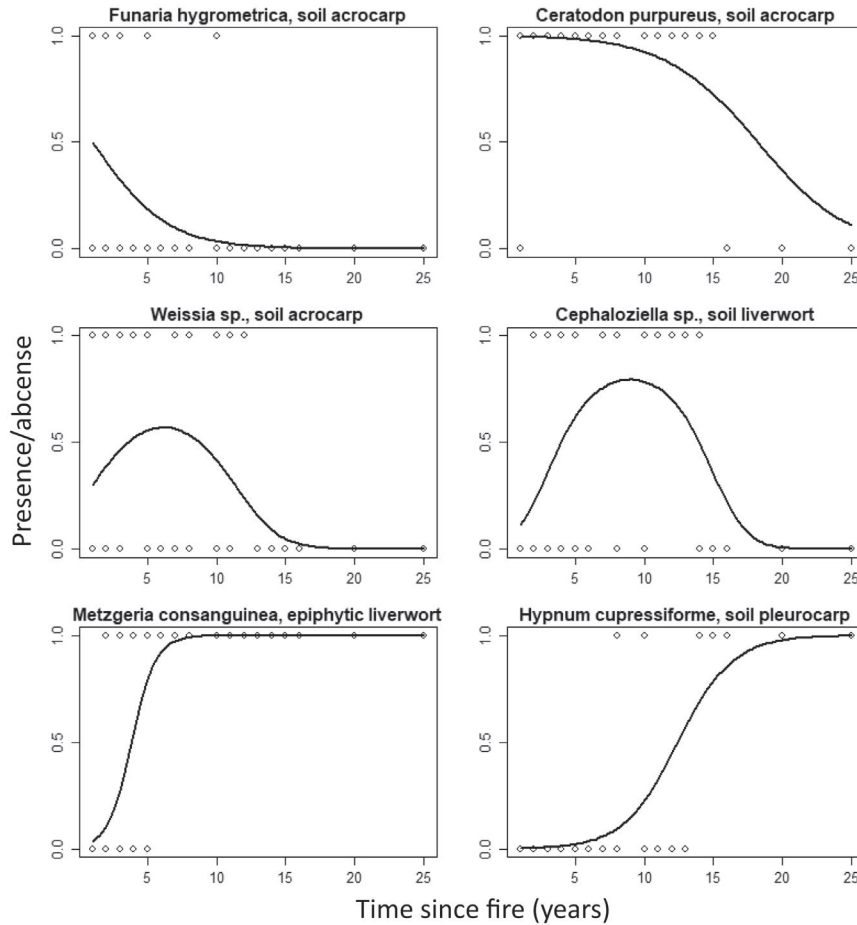 Funaria hygrometrica, soil acrocarp
Ceratodon purpureus, soil acrocarp
1.0
0.5
0.0
5 10 15 20 25
1.0
0.5
0.0
5 10 15 20 25
Weissia sp., soil acrocarp
Cephaloziella sp., soil liverwort
Presence/abcense
1.0
0.5
0.0
5 10 15 20 25
1.0
0.5
0.0
5 10 15 20 25
Metzgeria consanguinea, epiphytic liverwort
Hypnum cupressiforme, soil pleurocarp
1.0
0.5
0.0
5 10 15 20 25
1.0
0.5
0.0
5 10 15 20 25
Time since fire (years)